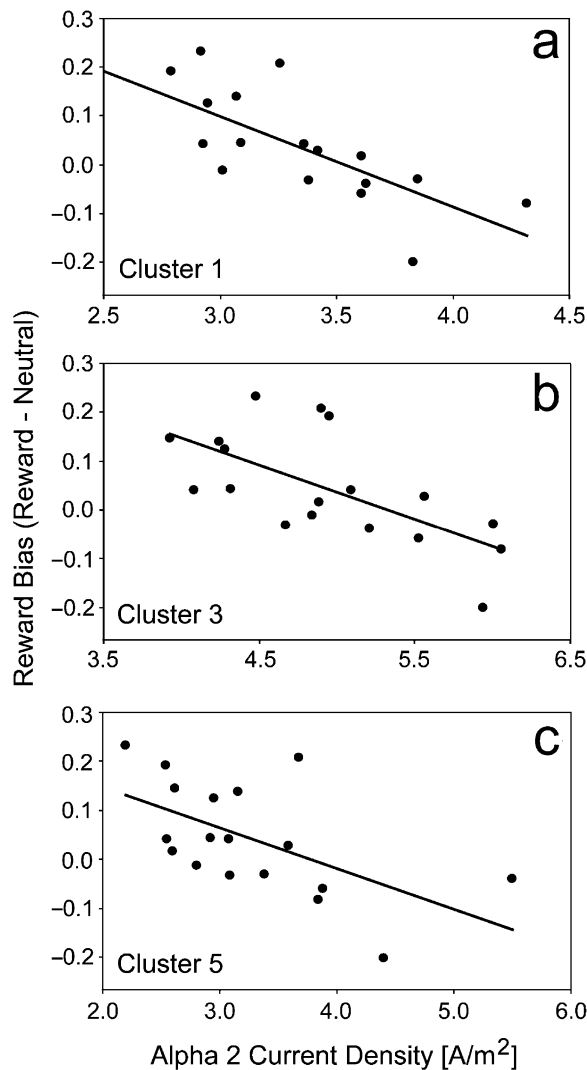 0.3
a
0.2
0.1
0.0
−0.1
−0.2
Cluster 1
2.5 3.0 3.5 4.0 4.5
Reward Bias (Reward - Neutral)
0.3
b
0.2
0.1
0.0
−0.1
−0.2
Cluster 3
3.5 4.5 5.5 6.5
0.3
c
0.2
0.1
0.0
−0.1
−0.2
Cluster 5
2.0 3.0 4.0 5.0 6.0
Alpha 2 Current Density [A/m²]